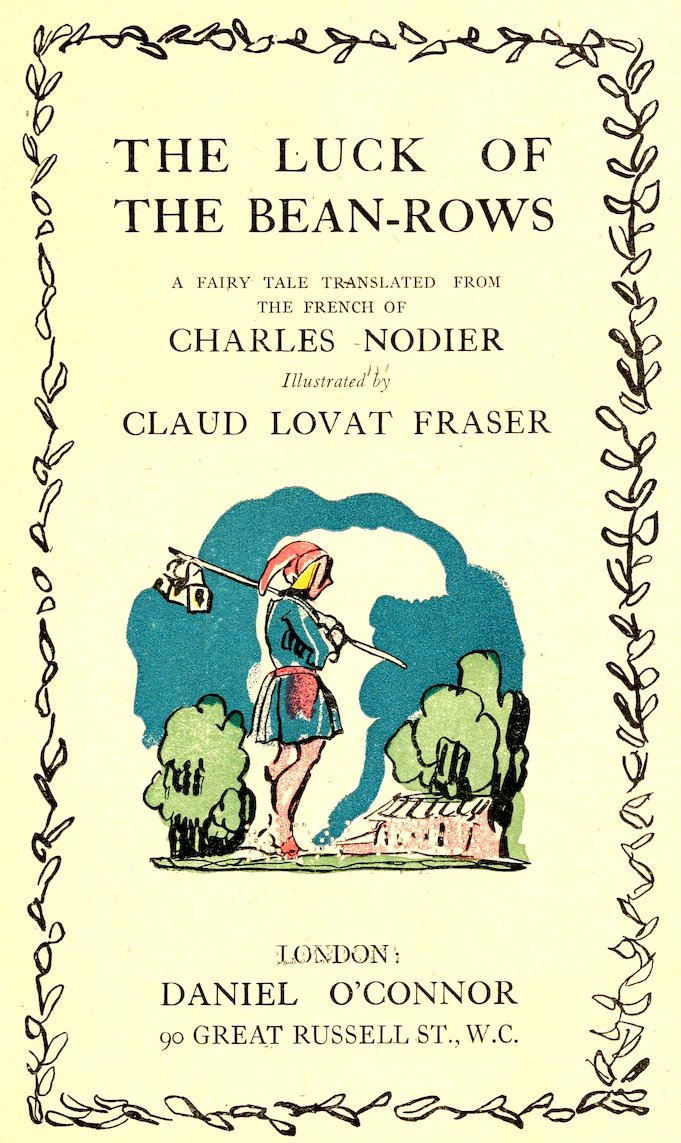 THE LUCK OF
THE BEAN-ROWS
A FAIRY TALE TRANSLATED FROM
THE FRENCH OF
CHARLES NODIER
Illustrated by
CLAUD LOVAT FRASER
LONDON:
DANIEL O'CONNOR
90 GREAT RUSSELL ST., W.C.